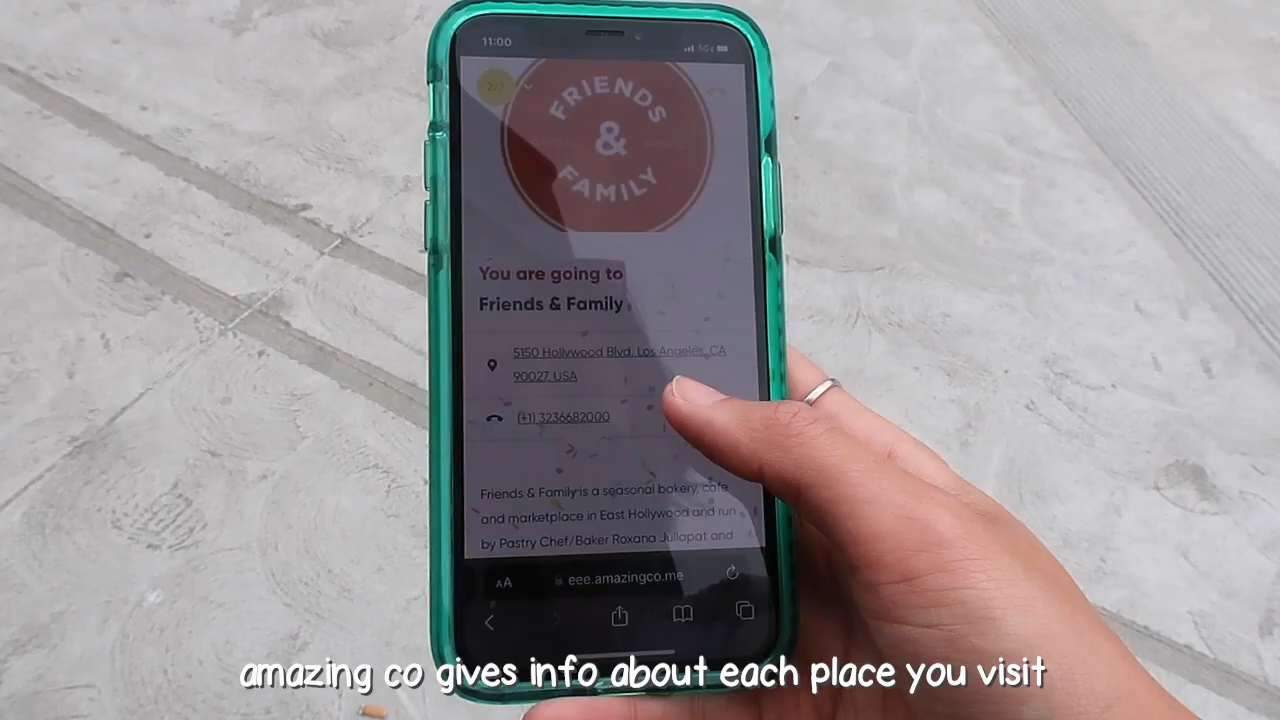 11:00
5G
2/7
FRIENDS
&
FAMILY
You are going to
Friends & Family
5150 Hollywood Blvd, Los Angeles, CA
90027, USA
(+1) 3236682000
Friends & Family is a seasonal bakery, cafe
and marketplace in East Hollywood and run
by Pastry Chef/Baker Roxana Jullapat and
AA
eee.amazingco.me
amazing co gives info about each place you visit